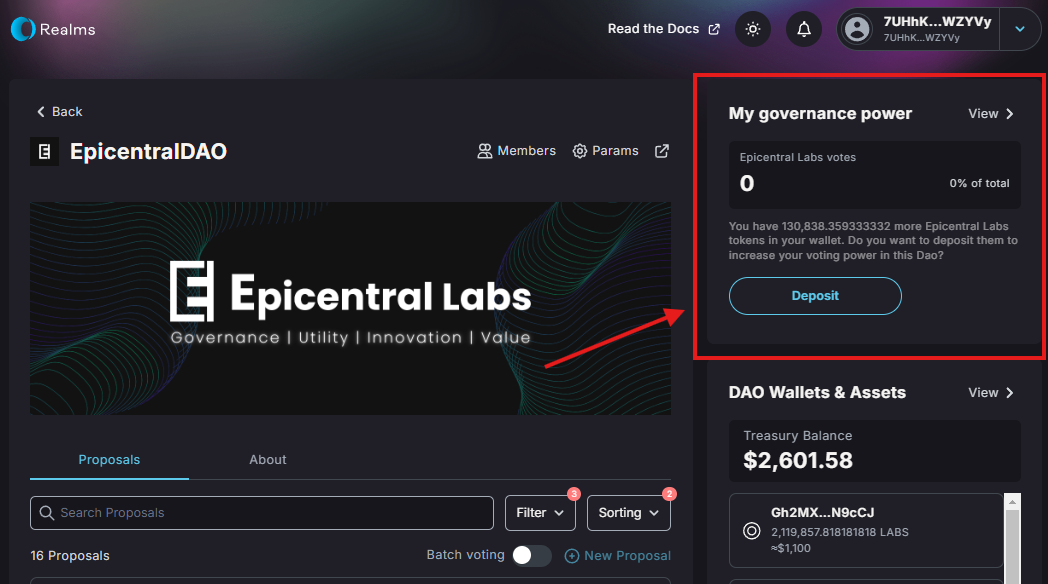 Realms
Read the Docs
7UHhK...WZYVy
7UHhK...WZYVy
Back
EpicentralDAO
Members
Params
Epicentral Labs
Governance | Utility | Innovation | Value
Proposals
About
Search Proposals
Filter
3
Sorting
2
16 Proposals
Batch voting
New Proposal
My governance power
View
Epicentral Labs votes
0
0% of total
You have 130,838.359333332 more Epicentral Labs
tokens in your wallet. Do you want to deposit them to
increase your voting power in this Dao?
Deposit
DAO Wallets & Assets
View
Treasury Balance
$2,601.58
Gh2MX...N9cCJ
2,119,857.818181818 LABS
≈$1,100